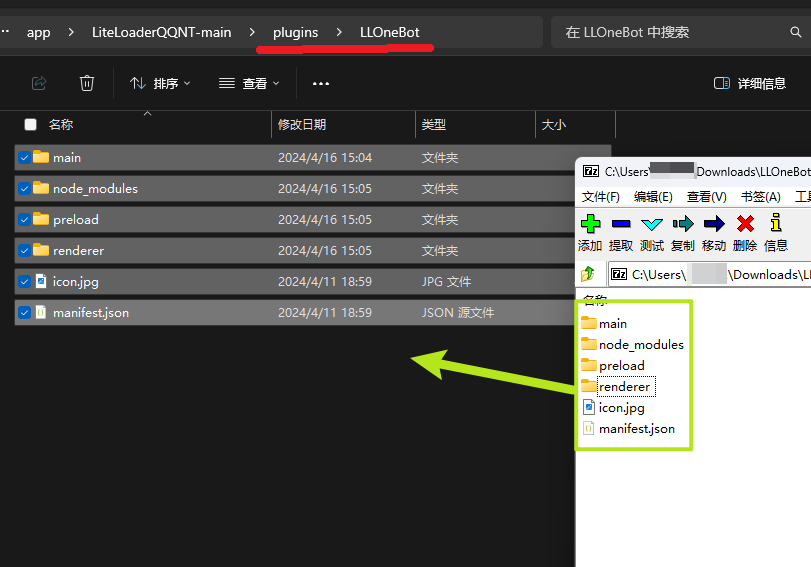 app > LiteLoaderQQNT-main > plugins > LLOneBot
在 LLOneBot 中搜索
排序 查看 详细信息
名称 修改日期 类型 大小
main 2024/4/16 15:04 文件夹
node_modules 2024/4/16 15:05 文件夹
preload 2024/4/16 15:05 文件夹
renderer 2024/4/16 15:05 文件夹
icon.jpg 2024/4/11 18:59 JPG 文件
manifest.json 2024/4/11 18:59 JSON 源文件
C:\Users\ Downloads\LLOneBot
文件(F) 编辑(E) 查看(V) 书签(A) 工
添加 提取 测试 复制 移动 删除 信息
C:\Users\ \Downloads\LL
名称
main
node_modules
preload
renderer
icon.jpg
manifest.json